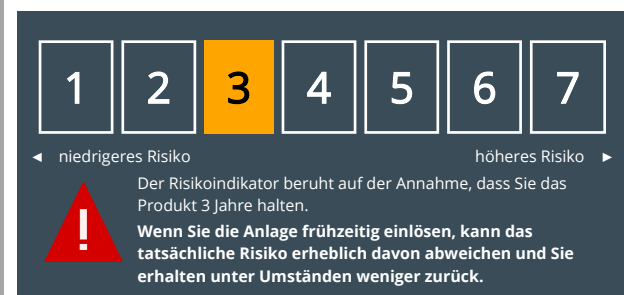 1 2 3 4 5 6 7
◄ niedrigeres Risiko höheres Risiko ►
Der Risikoindikator beruht auf der Annahme, dass Sie das
Produkt 3 Jahre halten.
Wenn Sie die Anlage frühzeitig einlösen, kann das
tatsächliche Risiko erheblich davon abweichen und Sie
erhalten unter Umständen weniger zurück.